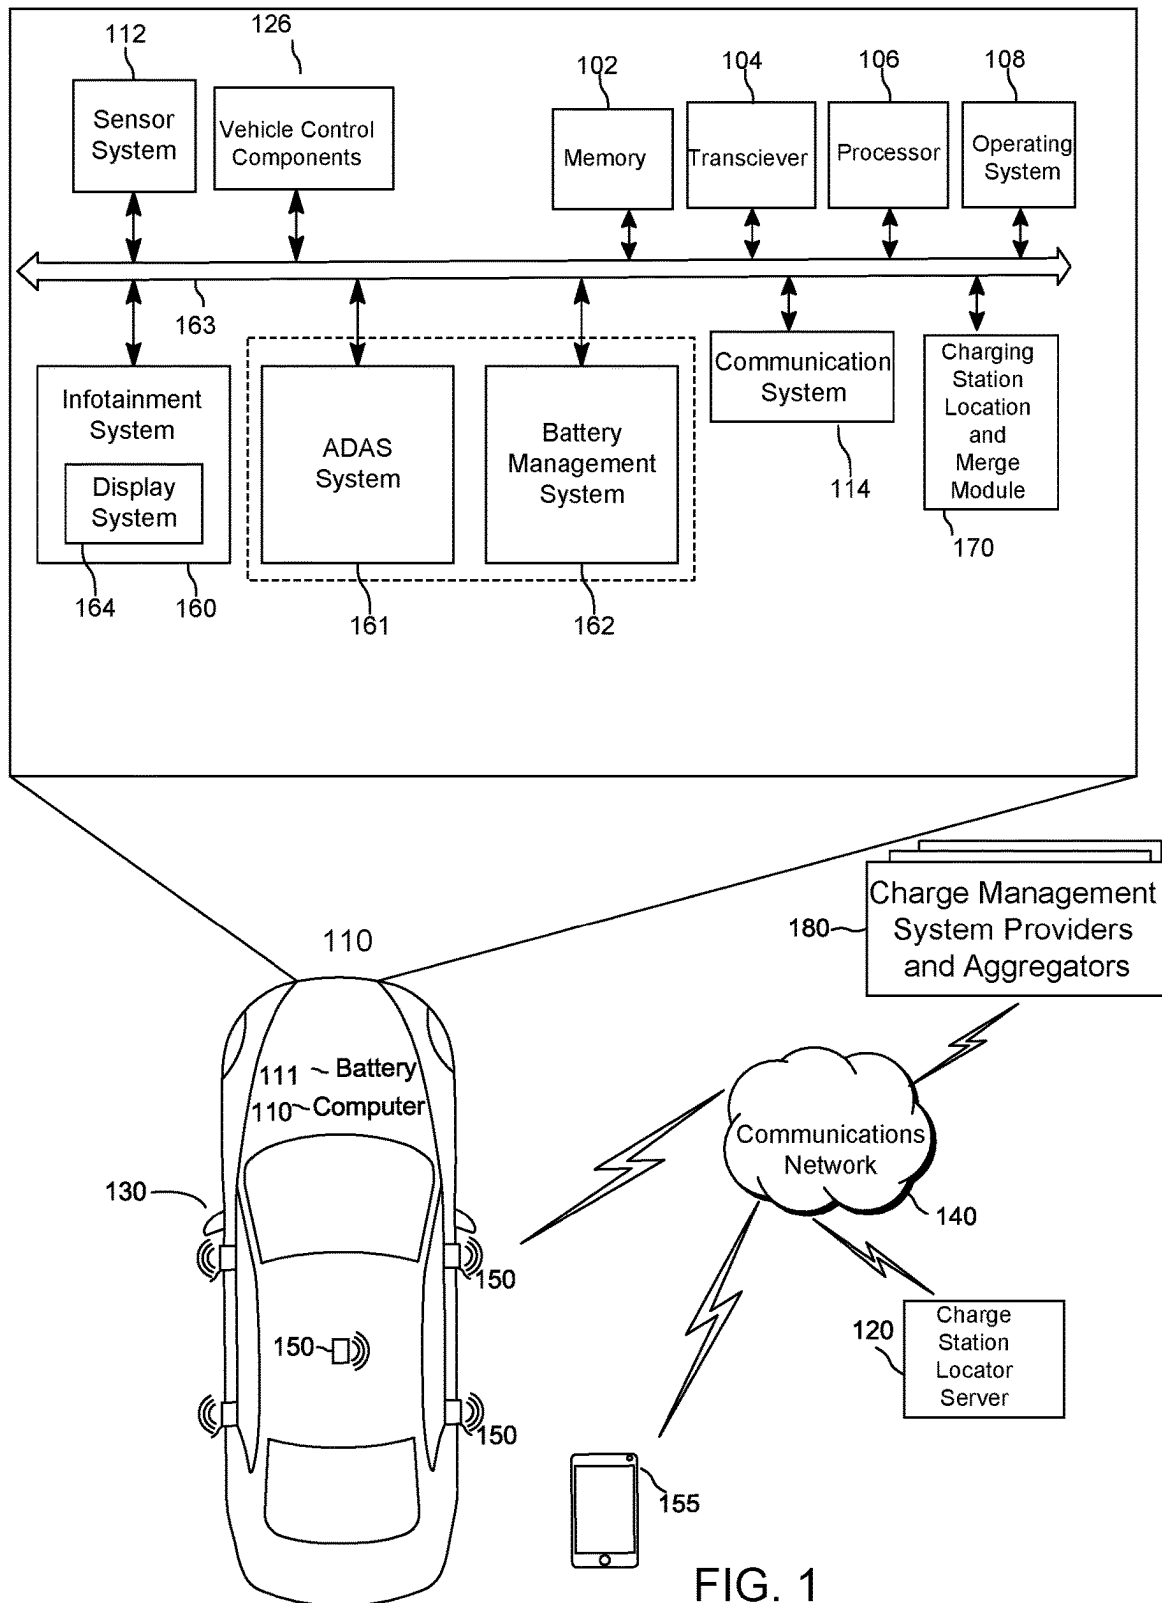 112
126
102
104
106
108
Sensor
System
Vehicle Control
Components
Memory
Transciever
Processor
Operating
System
163
Infotainment
System
Display
System
164
160
ADAS
System
161
Battery
Management
System
162
Communication
System
114
Charging
Station
Location
and
Merge
Module
170
Charge Management
System Providers
and Aggregators
180
110
111
Battery
110
Computer
130
150
150
150
Communications
Network
140
120
Charge
Station
Locator
Server
155
FIG. 1